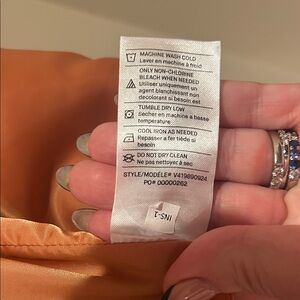 MACHINE WASH COLD
Laver en machine à froid
ONLY NON-CHLORINE
BLEACH WHEN NEEDED
Utiliser uniquement un
agent blanchissant non
décolorant si besoin
TUMBLE DRY LOW
Sécher en machine à basse
température
COOL IRON AS NEEDED
Repasser à fer tiède si
besoin
DO NOT DRY CLEAN
Ne pas nettoyer à sec
STYLE/MODÈLE# V419890924
PO# 00000262
INS-1